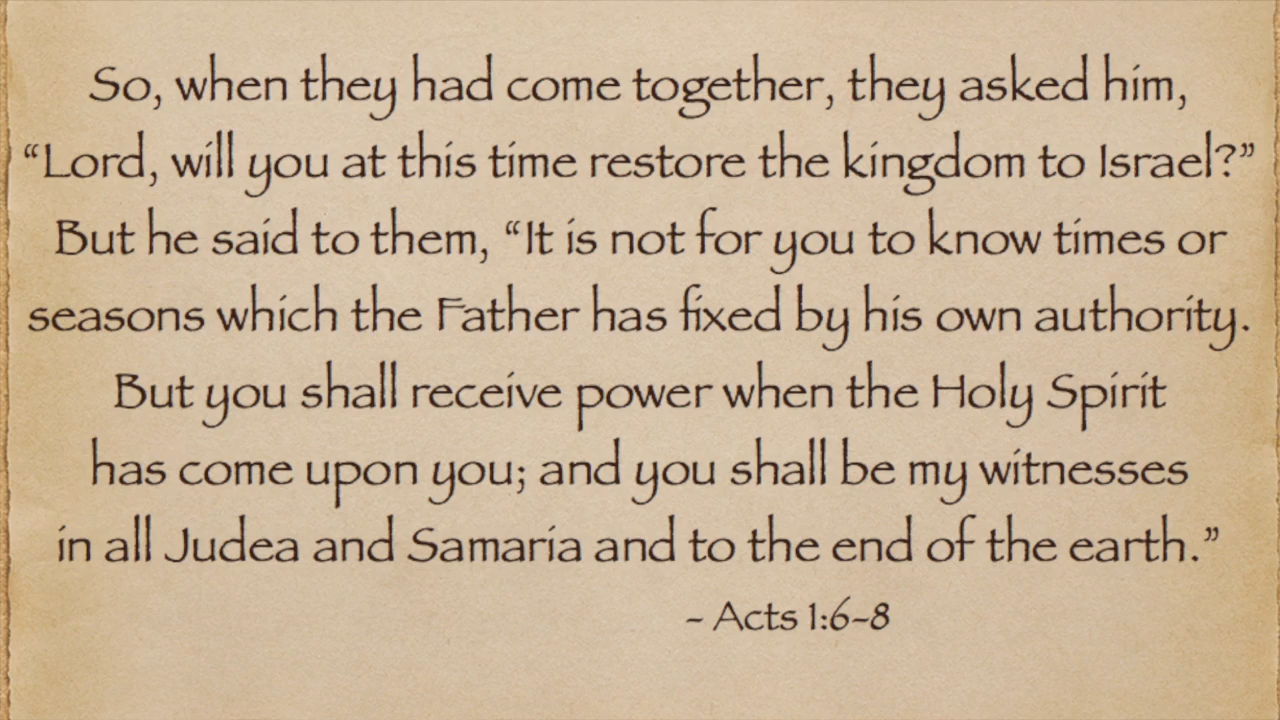 So, when they had come together, they asked him,
“Lord, will you at this time restore the kingdom to Israel?”
But he said to them, “It is not for you to know times or
seasons which the Father has fixed by his own authority.
But you shall receive power when the Holy Spirit
has come upon you; and you shall be my witnesses
in all Judea and Samaria and to the end of the earth.”
- Acts 1:6-8